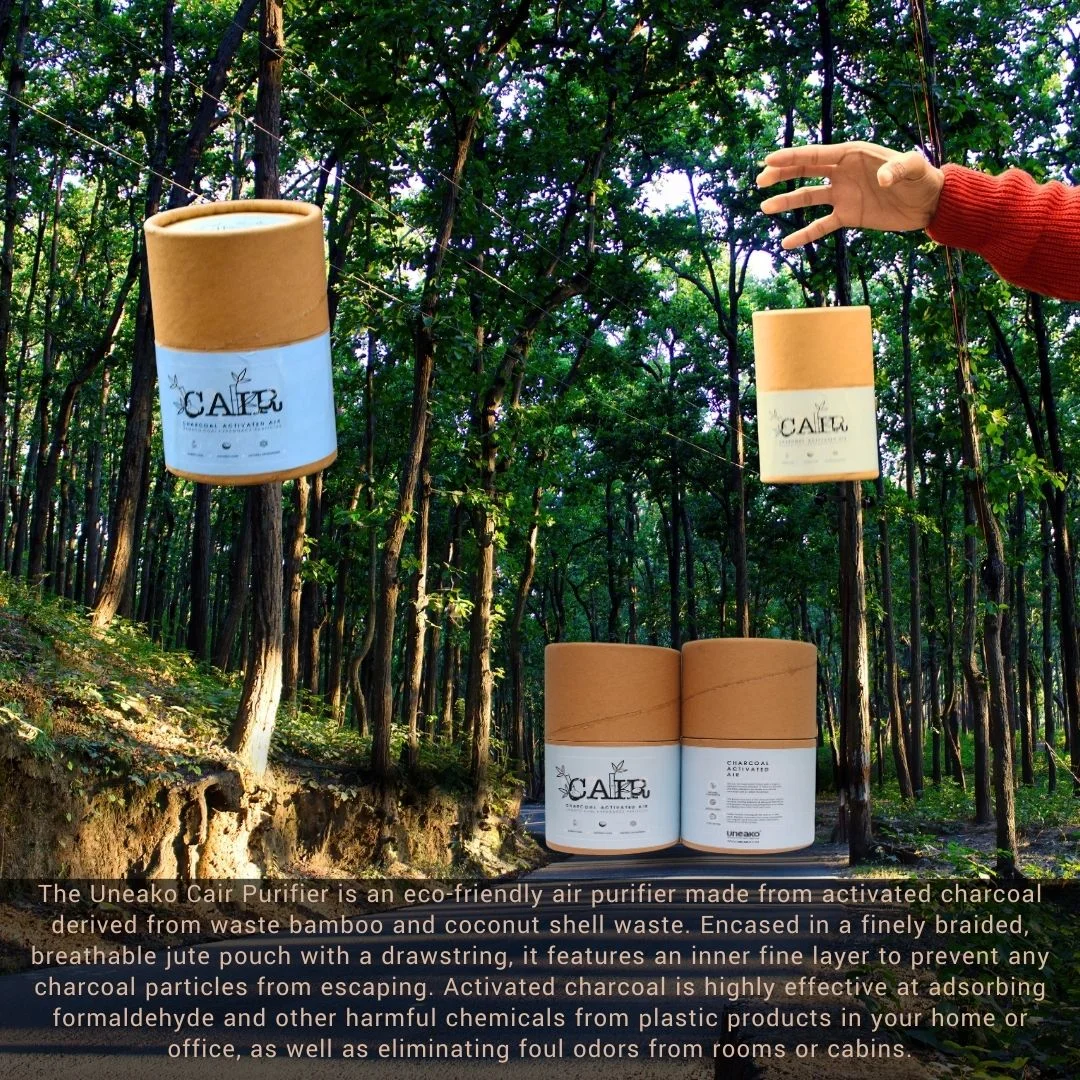 CAIR
CHARCOAL ACTIVATED AIR
CAIR
CHARCOAL ACTIVATED AIR
CAIR
CHARCOAL ACTIVATED AIR
CHARCOAL
ACTIVATED
AIR
uneako
The Uneako Cair Purifier is an eco-friendly air purifier made from activated charcoal
derived from waste bamboo and coconut shell waste. Encased in a finely braided,
breathable jute pouch with a drawstring, it features an inner fine layer to prevent any
charcoal particles from escaping. Activated charcoal is highly effective at adsorbing
formaldehyde and other harmful chemicals from plastic products in your home or
office, as well as eliminating foul odors from rooms or cabins.